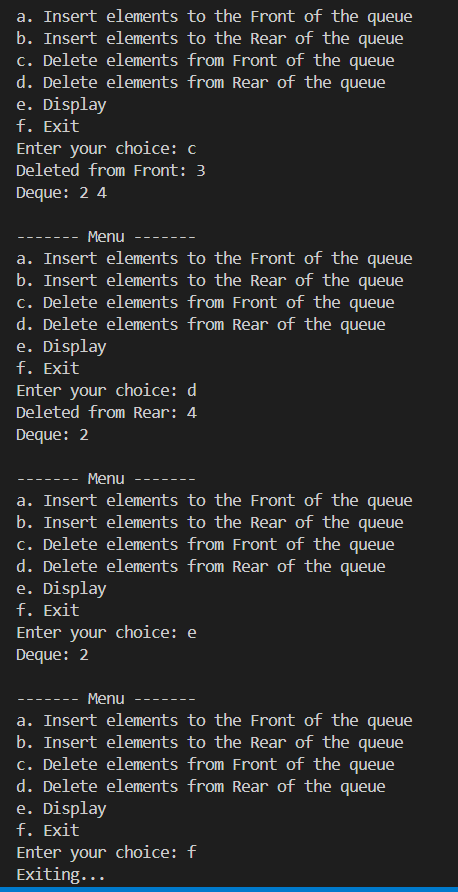 a. Insert elements to the Front of the queue
b. Insert elements to the Rear of the queue
c. Delete elements from Front of the queue
d. Delete elements from Rear of the queue
e. Display
f. Exit
Enter your choice: c
Deleted from Front: 3
Deque: 2 4

------- Menu -------
a. Insert elements to the Front of the queue
b. Insert elements to the Rear of the queue
c. Delete elements from Front of the queue
d. Delete elements from Rear of the queue
e. Display
f. Exit
Enter your choice: d
Deleted from Rear: 4
Deque: 2

------- Menu -------
a. Insert elements to the Front of the queue
b. Insert elements to the Rear of the queue
c. Delete elements from Front of the queue
d. Delete elements from Rear of the queue
e. Display
f. Exit
Enter your choice: e
Deque: 2

------- Menu -------
a. Insert elements to the Front of the queue
b. Insert elements to the Rear of the queue
c. Delete elements from Front of the queue
d. Delete elements from Rear of the queue
e. Display
f. Exit
Enter your choice: f
Exiting...